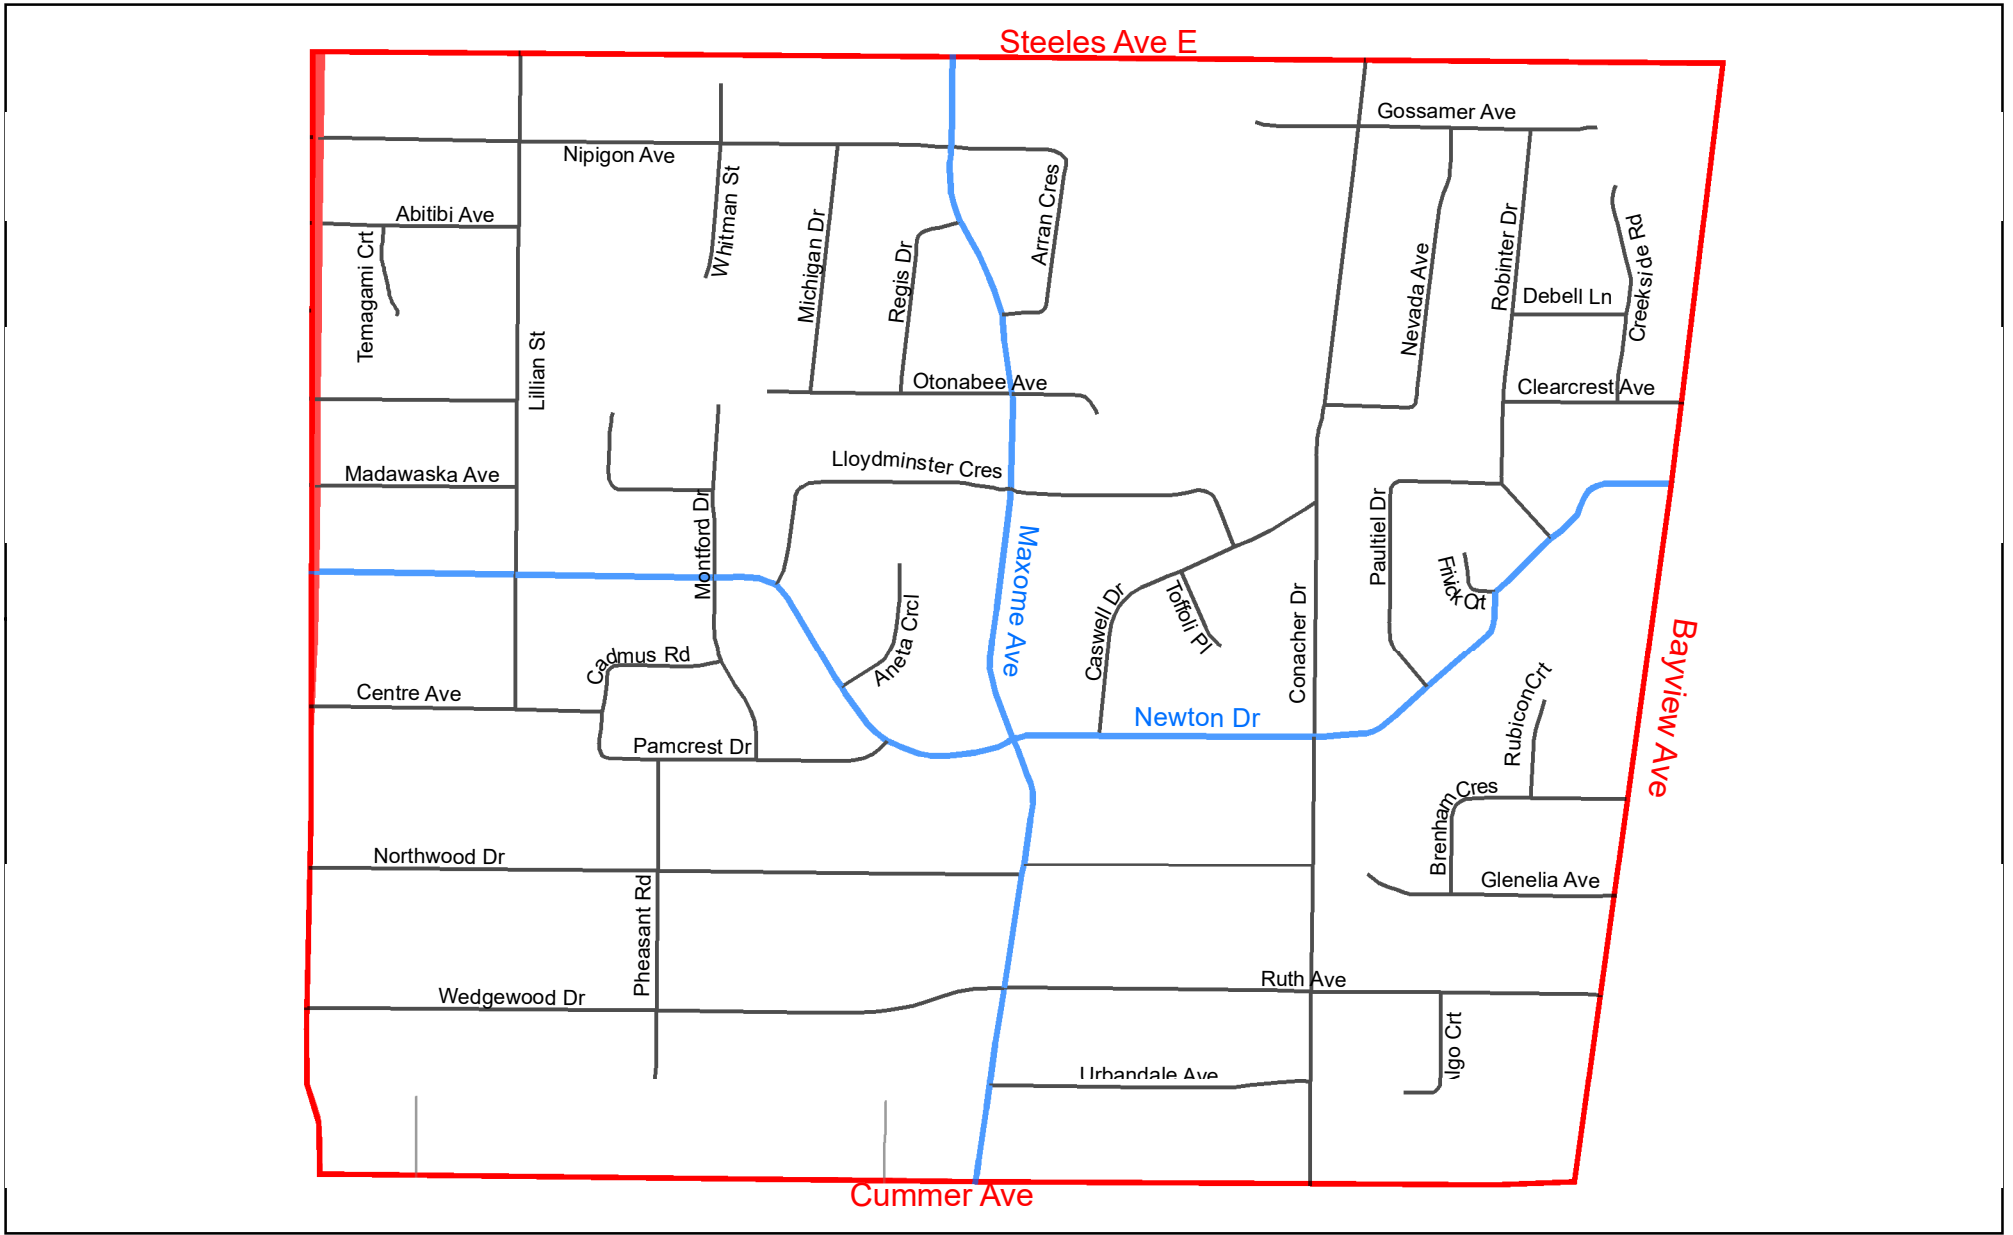 Steeles Ave E
Gossamer Ave
Nipigon Ave
Whitman St
Arran Cres
Abitibi Ave
Temagami Crt
Michigan Dr
Regis Dr
Robinter Dr
Creekside Rd
Nevada Ave
Debell Ln
Lillian St
Otonabee Ave
Clearcrest Ave
Lloydminster Cres
Madawaska Ave
Montford Dr
Paultiel Dr
Maxome Ave
Frivick Crt
Caswell Dr
Toffoli Pl
Conacher Dr
Aneta Crcl
Cadmus Rd
Bayview Ave
Centre Ave
Rubicon Crt
Newton Dr
Pamcrest Dr
Brenham Cres
Northwood Dr
Glenelia Ave
Pheasant Rd
Ruth Ave
Wedgewood Dr
lgo Crt
Urbandale Ave
Cummer Ave